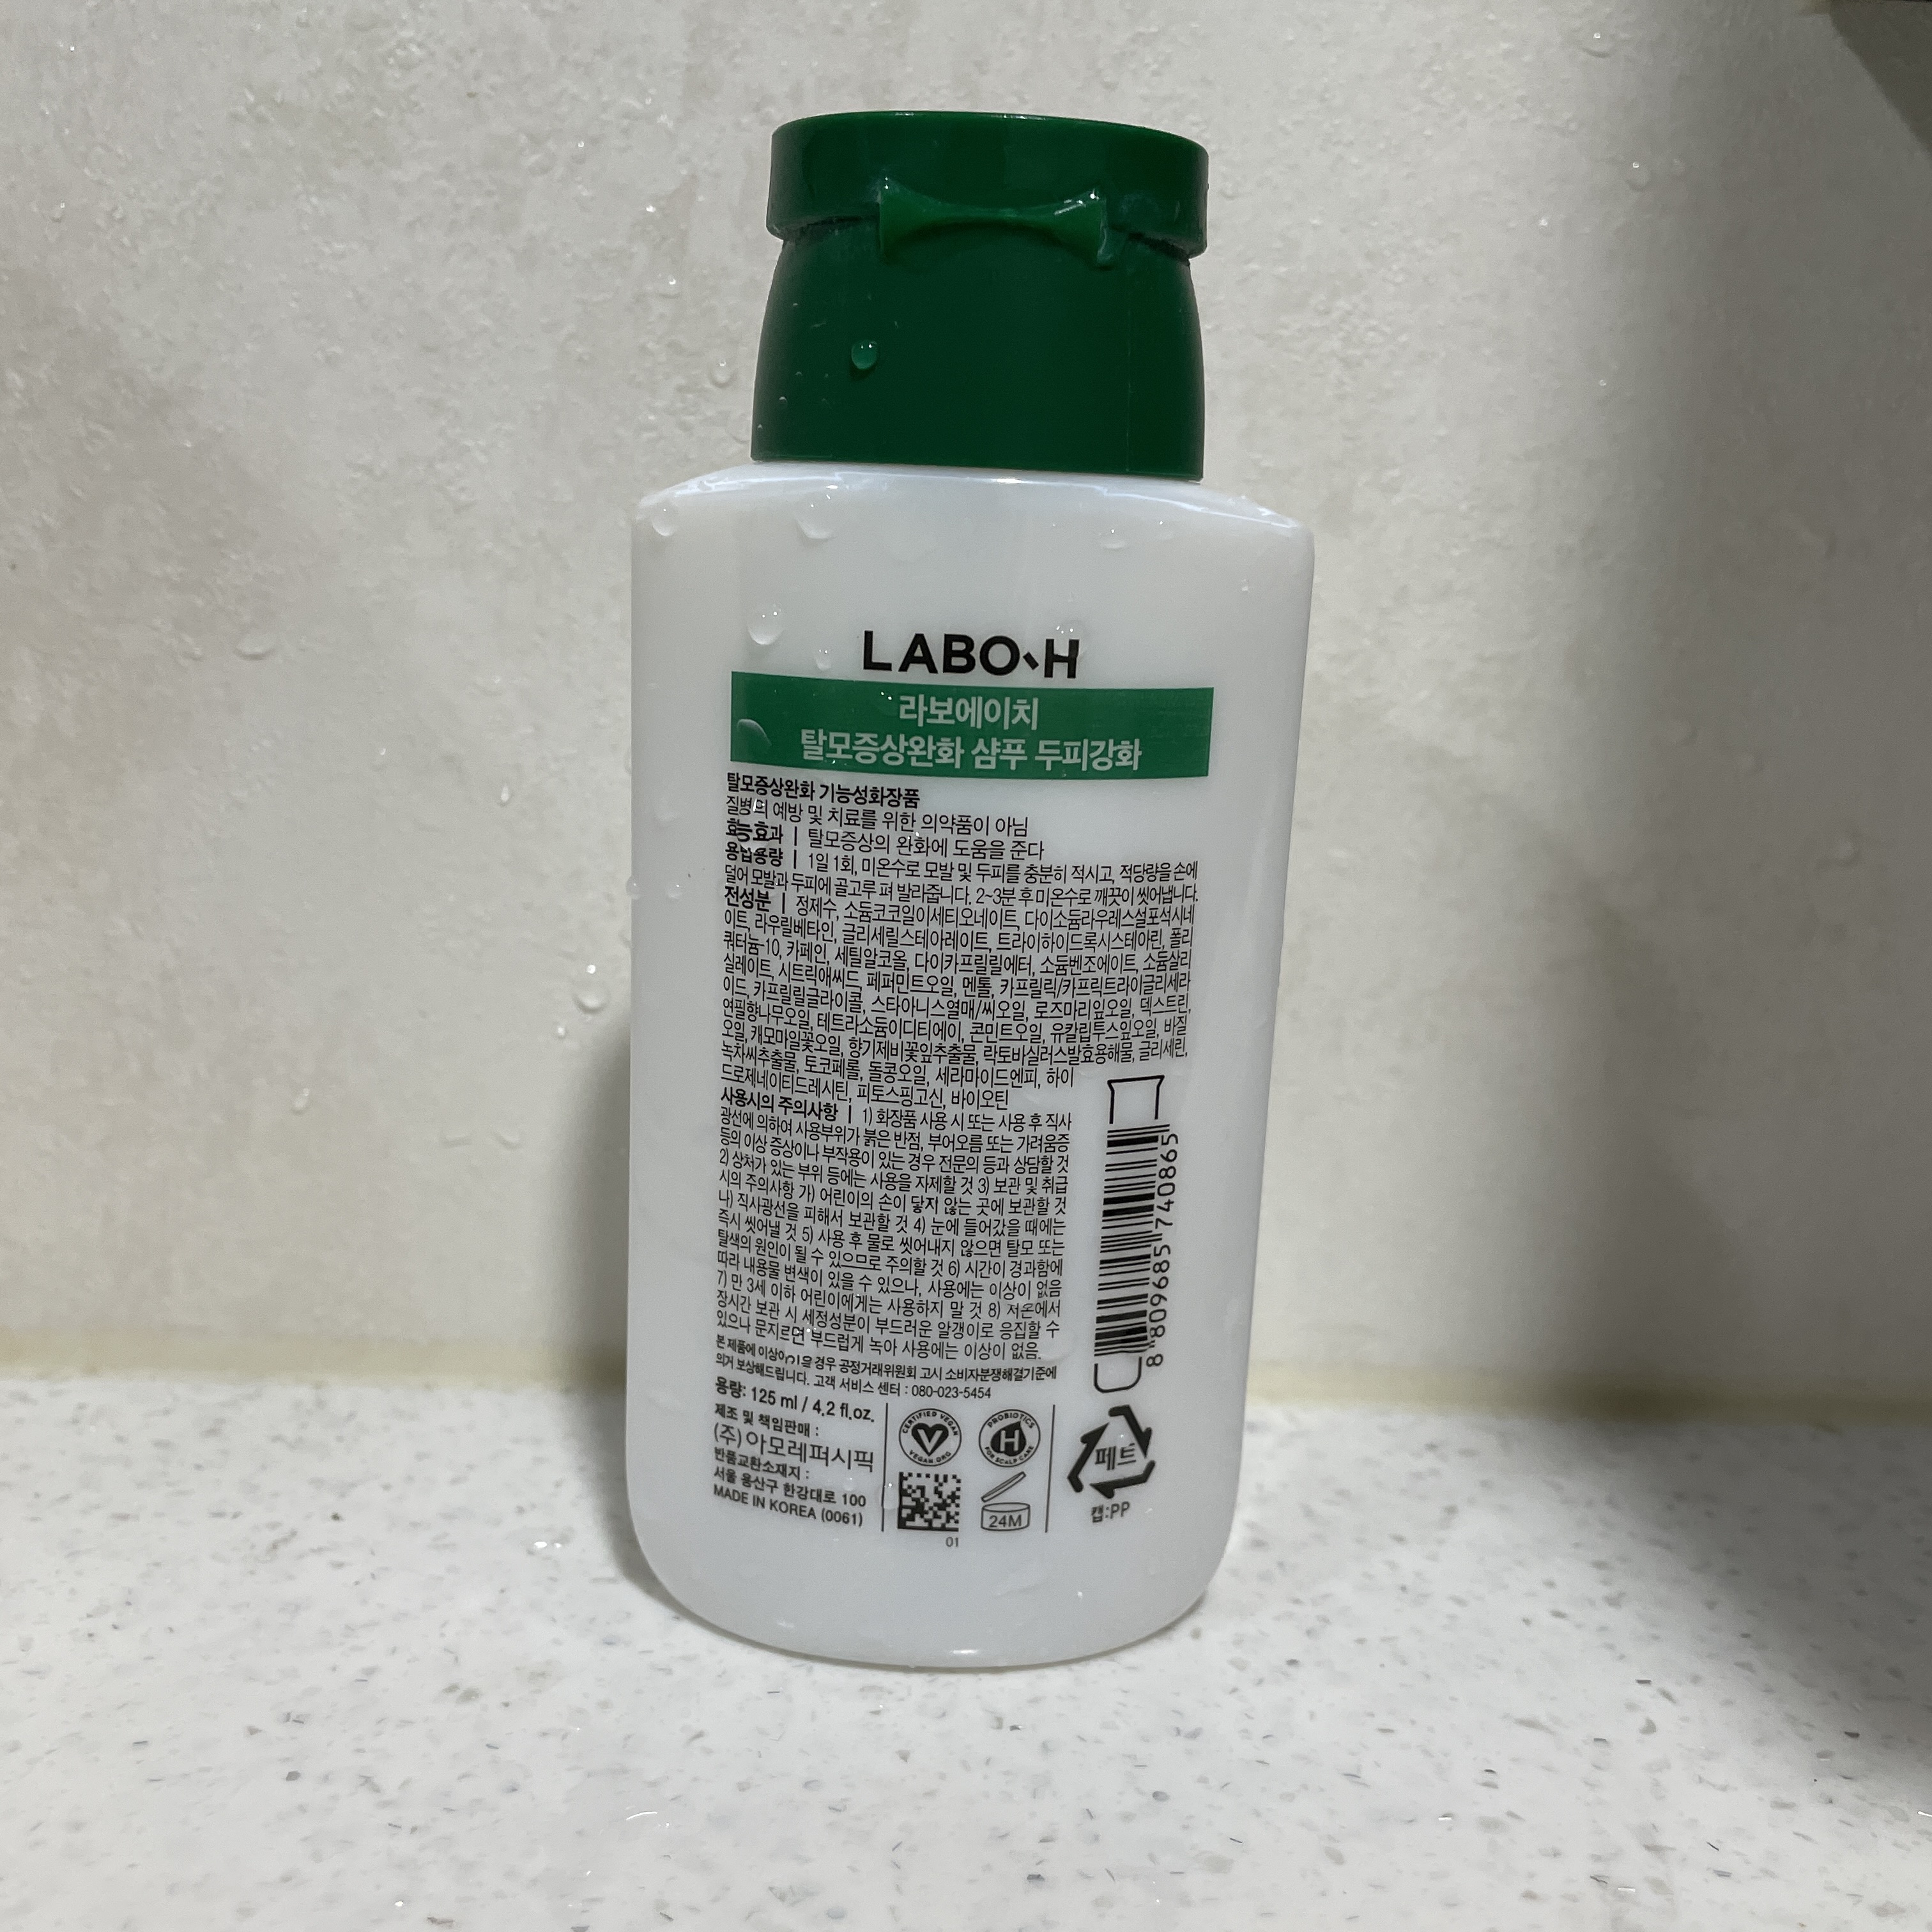 LABO-H
라보에이치
탈모증상완화 샴푸 두피강화
탈모증상완화 기능성화장품
질병의 예방 및 치료를 위한 의약품이 아님
효능효과 | 탈모증상의 완화에 도움을 준다
용법용량 | 1일 1회, 미온수로 모발 및 두피를 충분히 적시고, 적당량을 손에
덜어 모발과 두피에 골고루 펴 발라줍니다. 2~3분 후 미온수로 깨끗이 씻어냅니다.
전성분 | 정제수, 소듐코코일이세티오네이트, 다이소듐라우레스설포석시네
이트, 라우릴베타인, 글리세릴스테아레이트, 트라이하이드록시스테아린, 폴리
쿼터늄-10, 카페인, 세틸알코올, 다이카프릴릴에터, 소듐벤조에이트, 소듐살리
실레이트, 시트릭애씨드, 페퍼민트오일, 멘톨, 카프릴릭/카프릭트라이글리세라
이드, 카프릴릴글라이콜, 스타아니스열매/씨오일, 로즈마리잎오일, 덱스트린,
연필향나무오일, 테트라소듐이디티에이, 콘민트오일, 유칼립투스잎오일, 바질
오일, 캐모마일꽃오일, 향기제비꽃잎추출물, 락토바실러스발효용해물, 글리세린,
녹차씨추출물, 토코페롤, 돌콩오일, 세라마이드엔피, 하이
드로제네이티드레시틴, 피토스핑고신, 바이오틴
사용시의 주의사항 | 1) 화장품 사용 시 또는 사용 후 직사
광선에 의하여 사용부위가 붉은 반점, 부어오름 또는 가려움증
등의 이상 증상이나 부작용이 있는 경우 전문의 등과 상담할 것
2) 상처가 있는 부위 등에는 사용을 자제할 것 3) 보관 및 취급
시의 주의사항 가) 어린이의 손이 닿지 않는 곳에 보관할 것
나) 직사광선을 피해서 보관할 것 4) 눈에 들어갔을 때에는
즉시 씻어낼 것 5) 사용 후 물로 씻어내지 않으면 탈모 또는
탈색의 원인이 될 수 있으므로 주의할 것 6) 시간이 경과함에
따라 내용물 변색이 있을 수 있으나, 사용에는 이상이 없음
7) 만 3세 이하 어린이에게는 사용하지 말 것 8) 저온에서
장시간 보관 시 세정성분이 부드러운 알갱이로 응집할 수
있으나 문지르면 부드럽게 녹아 사용에는 이상이 없음.
본 제품에 이상이 있을 경우 공정거래위원회 고시 소비자분쟁해결기준에
의거 보상해드립니다. 고객 서비스 센터 : 080-023-5454
용량: 125 ml / 4.2 fl.oz.
제조 및 책임판매 :
(주)아모레퍼시픽
반품교환소재지 :
서울 용산구 한강대로 100
MADE IN KOREA (0061)
CERTIFIED VEGAN
VEGAN.ORG
PROBIOTICS
H
FOR SCALP CARE
01
24M
페트
캡:PP
8 809685 740865